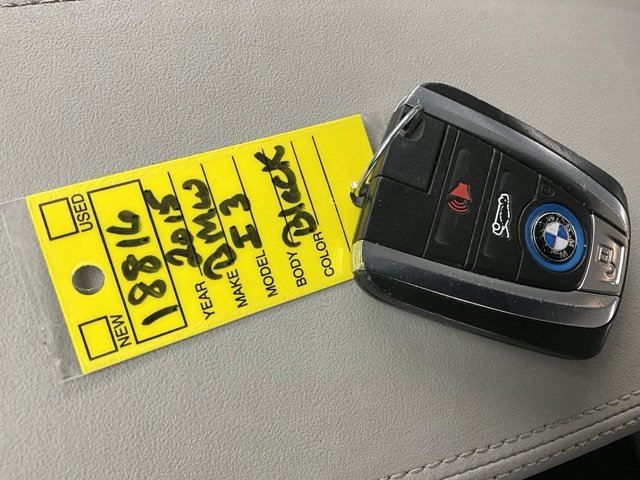 NEW
USED
18816
YEAR 2015
MAKE BMW
MODEL I3
BODY
COLOR Black
BMW